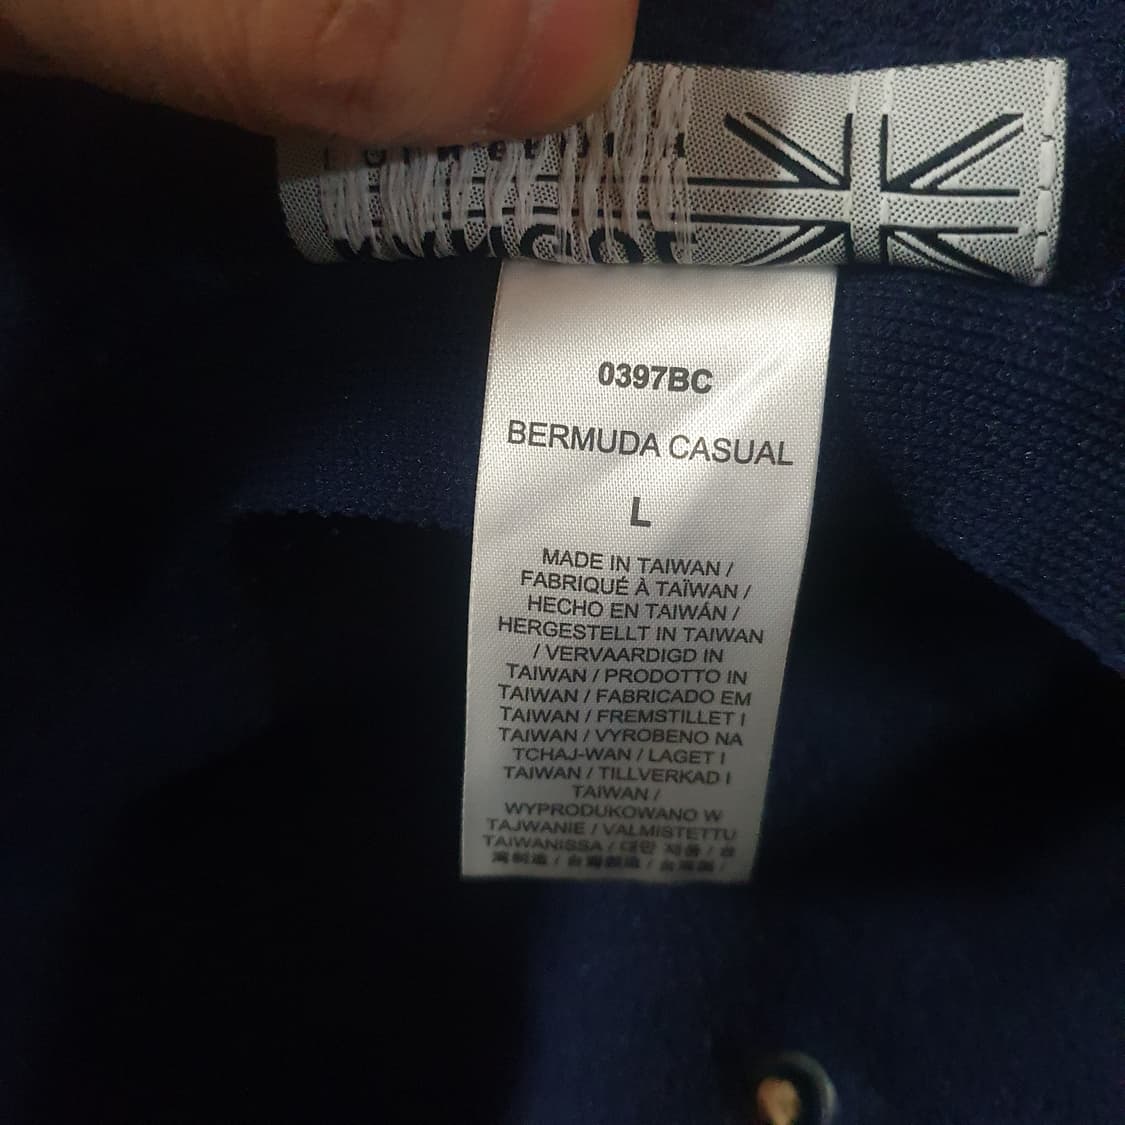 0397BC
BERMUDA CASUAL
L
MADE IN TAIWAN /
FABRIQUÉ À TAÏWAN /
HECHO EN TAIWÁN /
HERGESTELLT IN TAIWAN
/ VERVAARDIGD IN
TAIWAN / PRODOTTO IN
TAIWAN / FABRICADO EM
TAIWAN / FREMSTILLET I
TAIWAN / VYROBENO NA
TCHAJ-WAN / LAGET I
TAIWAN / TILLVERKAD I
TAIWAN /
WYPRODUKOWANO W
TAJWANIE / VALMISTETTU
TAIWANISSA /